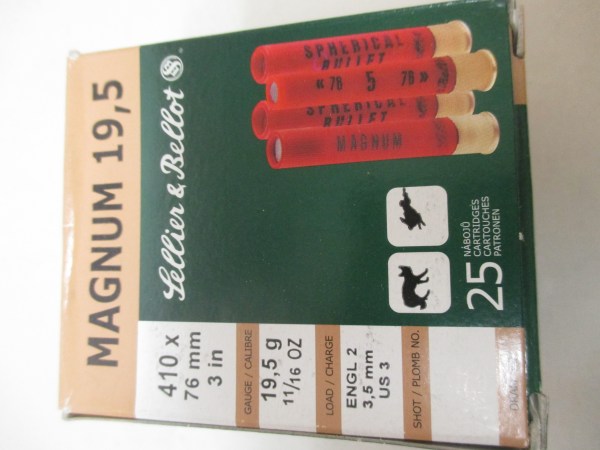 MAGNUM 19,5
Sellier & Bellot
SPHERICAL
BULLET
«76 5 76»
SPHERICAL
BULLET
MAGNUM
410 x
76 mm
3 in
GAUGE / CALIBRE
19,5 g
11/16 OZ
LOAD / CHARGE
ENGL 2
3,5 mm
US 3
SHOT / PLOMB NO.
25
NÁBOJŮ
CARTRIDGES
CARTOUCHES
PATRONEN